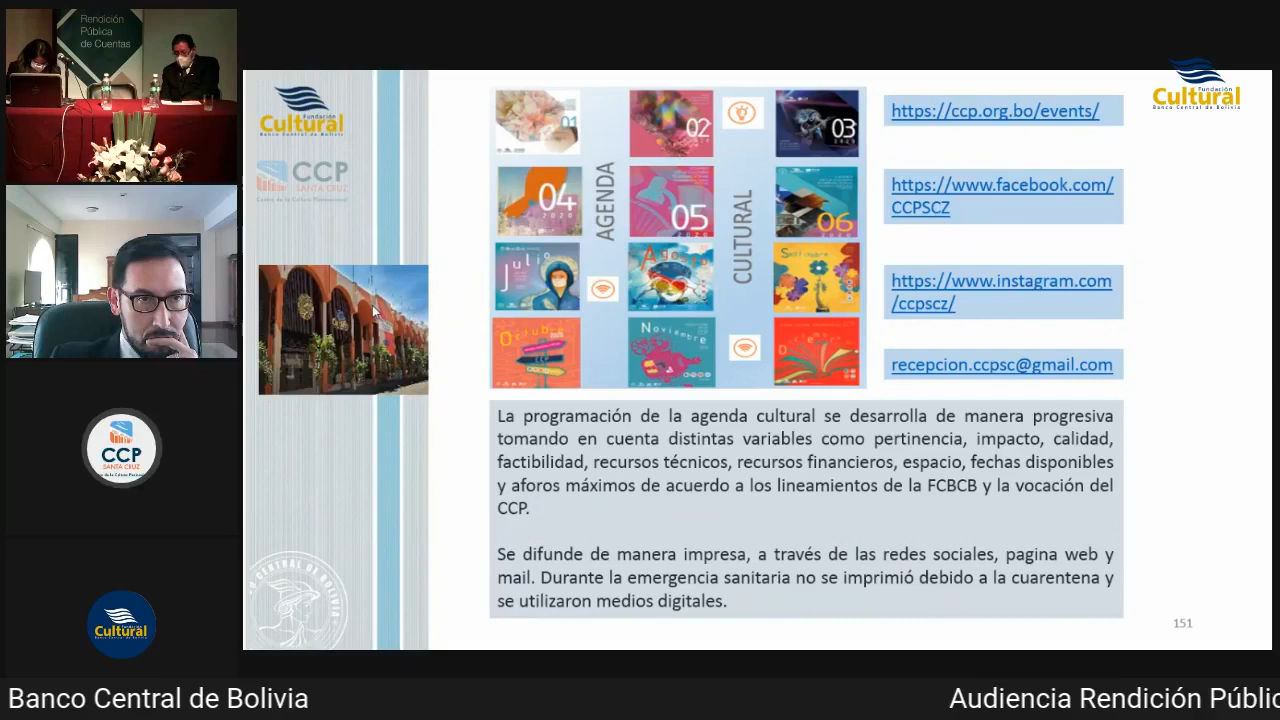 Rendición
Pública
de Cuentas
Fundación
Cultural
Banco Central de Bolivia
CCP
SANTA CRUZ
Centro de la Cultura Plurinacional
CCP
SANTA CRUZ
Cultural
AGENDA
CULTURAL
01
02
03
2020
04
2020
05
2020
06
2020
Julio
Agosto
Septiembre
Octubre
CCP
Noviembre
https://ccp.org.bo/events/
https://www.facebook.com/
CCPSCZ
https://www.instagram.com
/ccpscz/
recepcion.ccpsc@gmail.com
Fundación
Cultural
Banco Central de Bolivia
La programación de la agenda cultural se desarrolla de manera progresiva
tomando en cuenta distintas variables como pertinencia, impacto, calidad,
factibilidad, recursos técnicos, recursos financieros, espacio, fechas disponibles
y aforos máximos de acuerdo a los lineamientos de la FCBCB y la vocación del
CCP.
Se difunde de manera impresa, a través de las redes sociales, pagina web y
mail. Durante la emergencia sanitaria no se imprimió debido a la cuarentena y
se utilizaron medios digitales.
151
Banco Central de Bolivia
Audiencia Rendición Públic